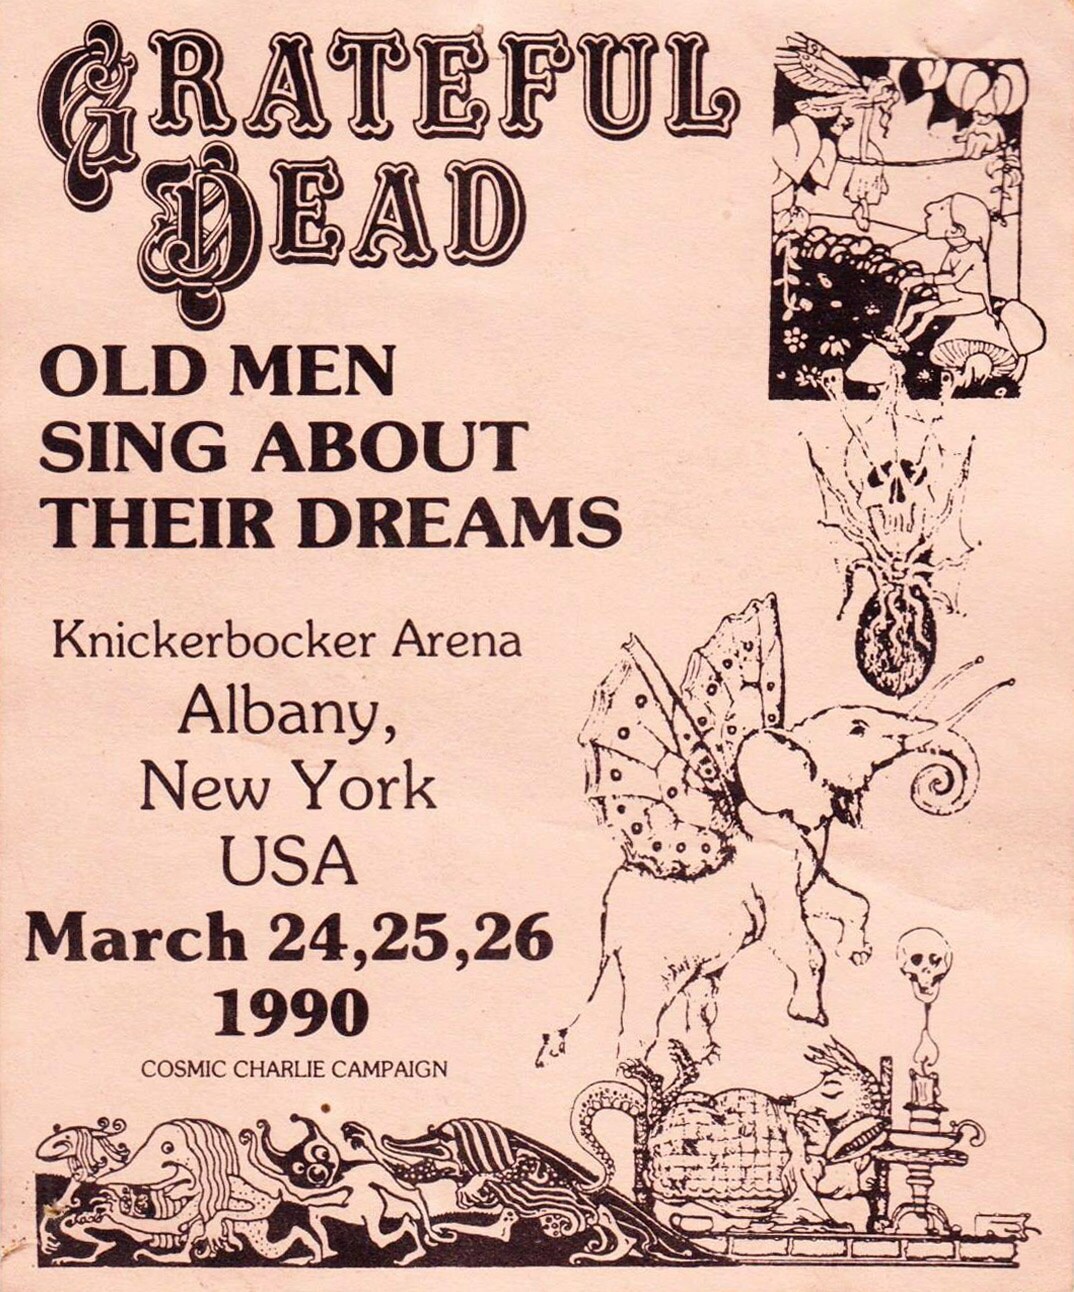 GRATEFUL
DEAD
OLD MEN
SING ABOUT
THEIR DREAMS
Knickerbocker Arena
Albany,
New York
USA
March 24,25,26
1990
COSMIC CHARLIE CAMPAIGN